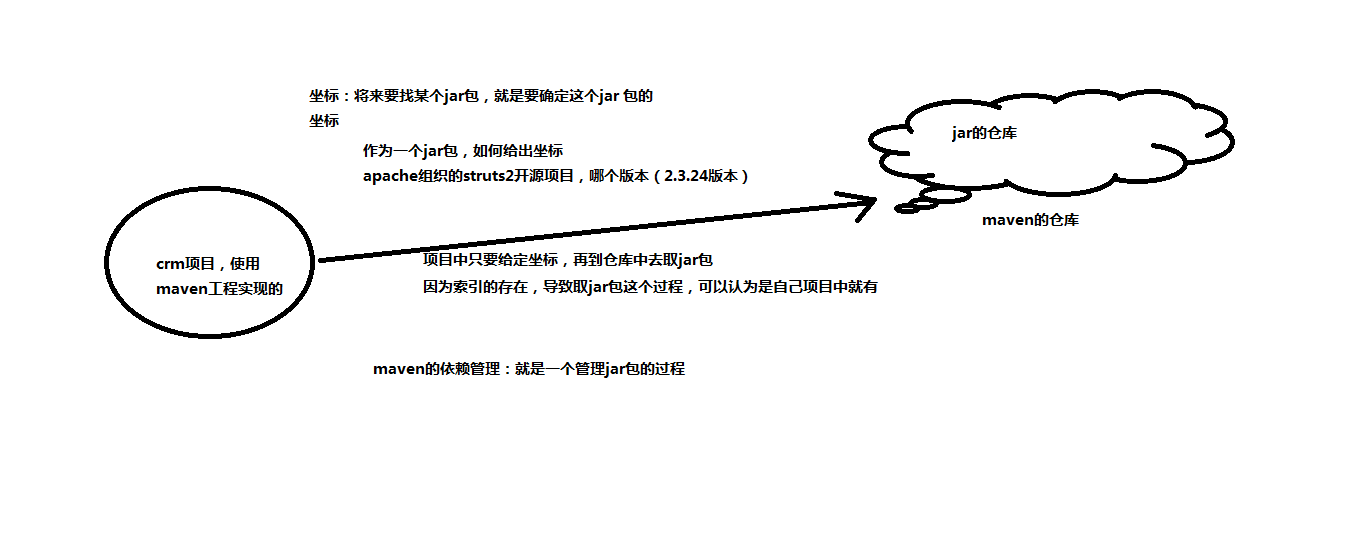 坐标：将来要找某个jar包，就是要确定这个jar 包的
坐标
作为一个jar包，如何给出坐标
apache组织的struts2开源项目，哪个版本（2.3.24版本）
jar的仓库
maven的仓库
crm项目，使用
maven工程实现的
项目中只要给定坐标，再到仓库中去取jar包
因为索引的存在，导致取jar包这个过程，可以认为是自己项目中就有
maven的依赖管理：就是一个管理jar包的过程